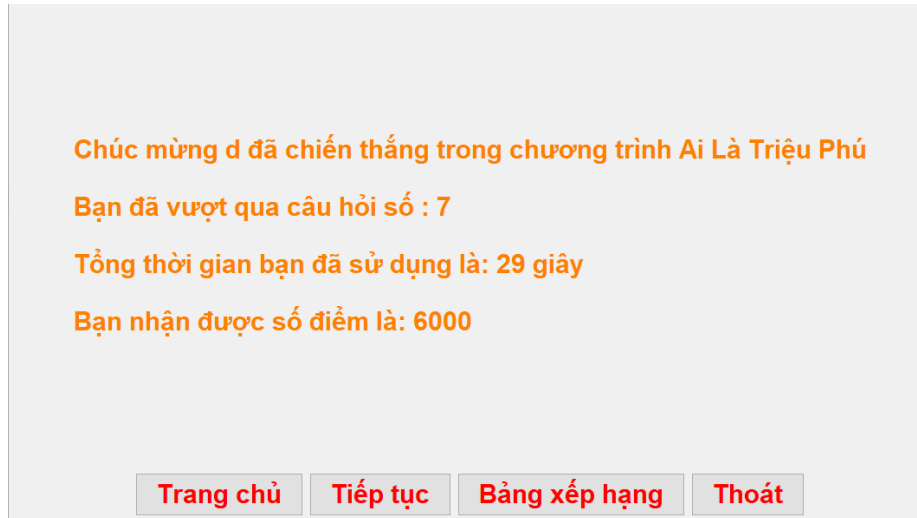 Chúc mừng d đã chiến thắng trong chương trình Ai Là Triệu Phú
Bạn đã vượt qua câu hỏi số : 7
Tổng thời gian bạn đã sử dụng là: 29 giây
Bạn nhận được số điểm là: 6000
Trang chủ Tiếp tục Bảng xếp hạng Thoát